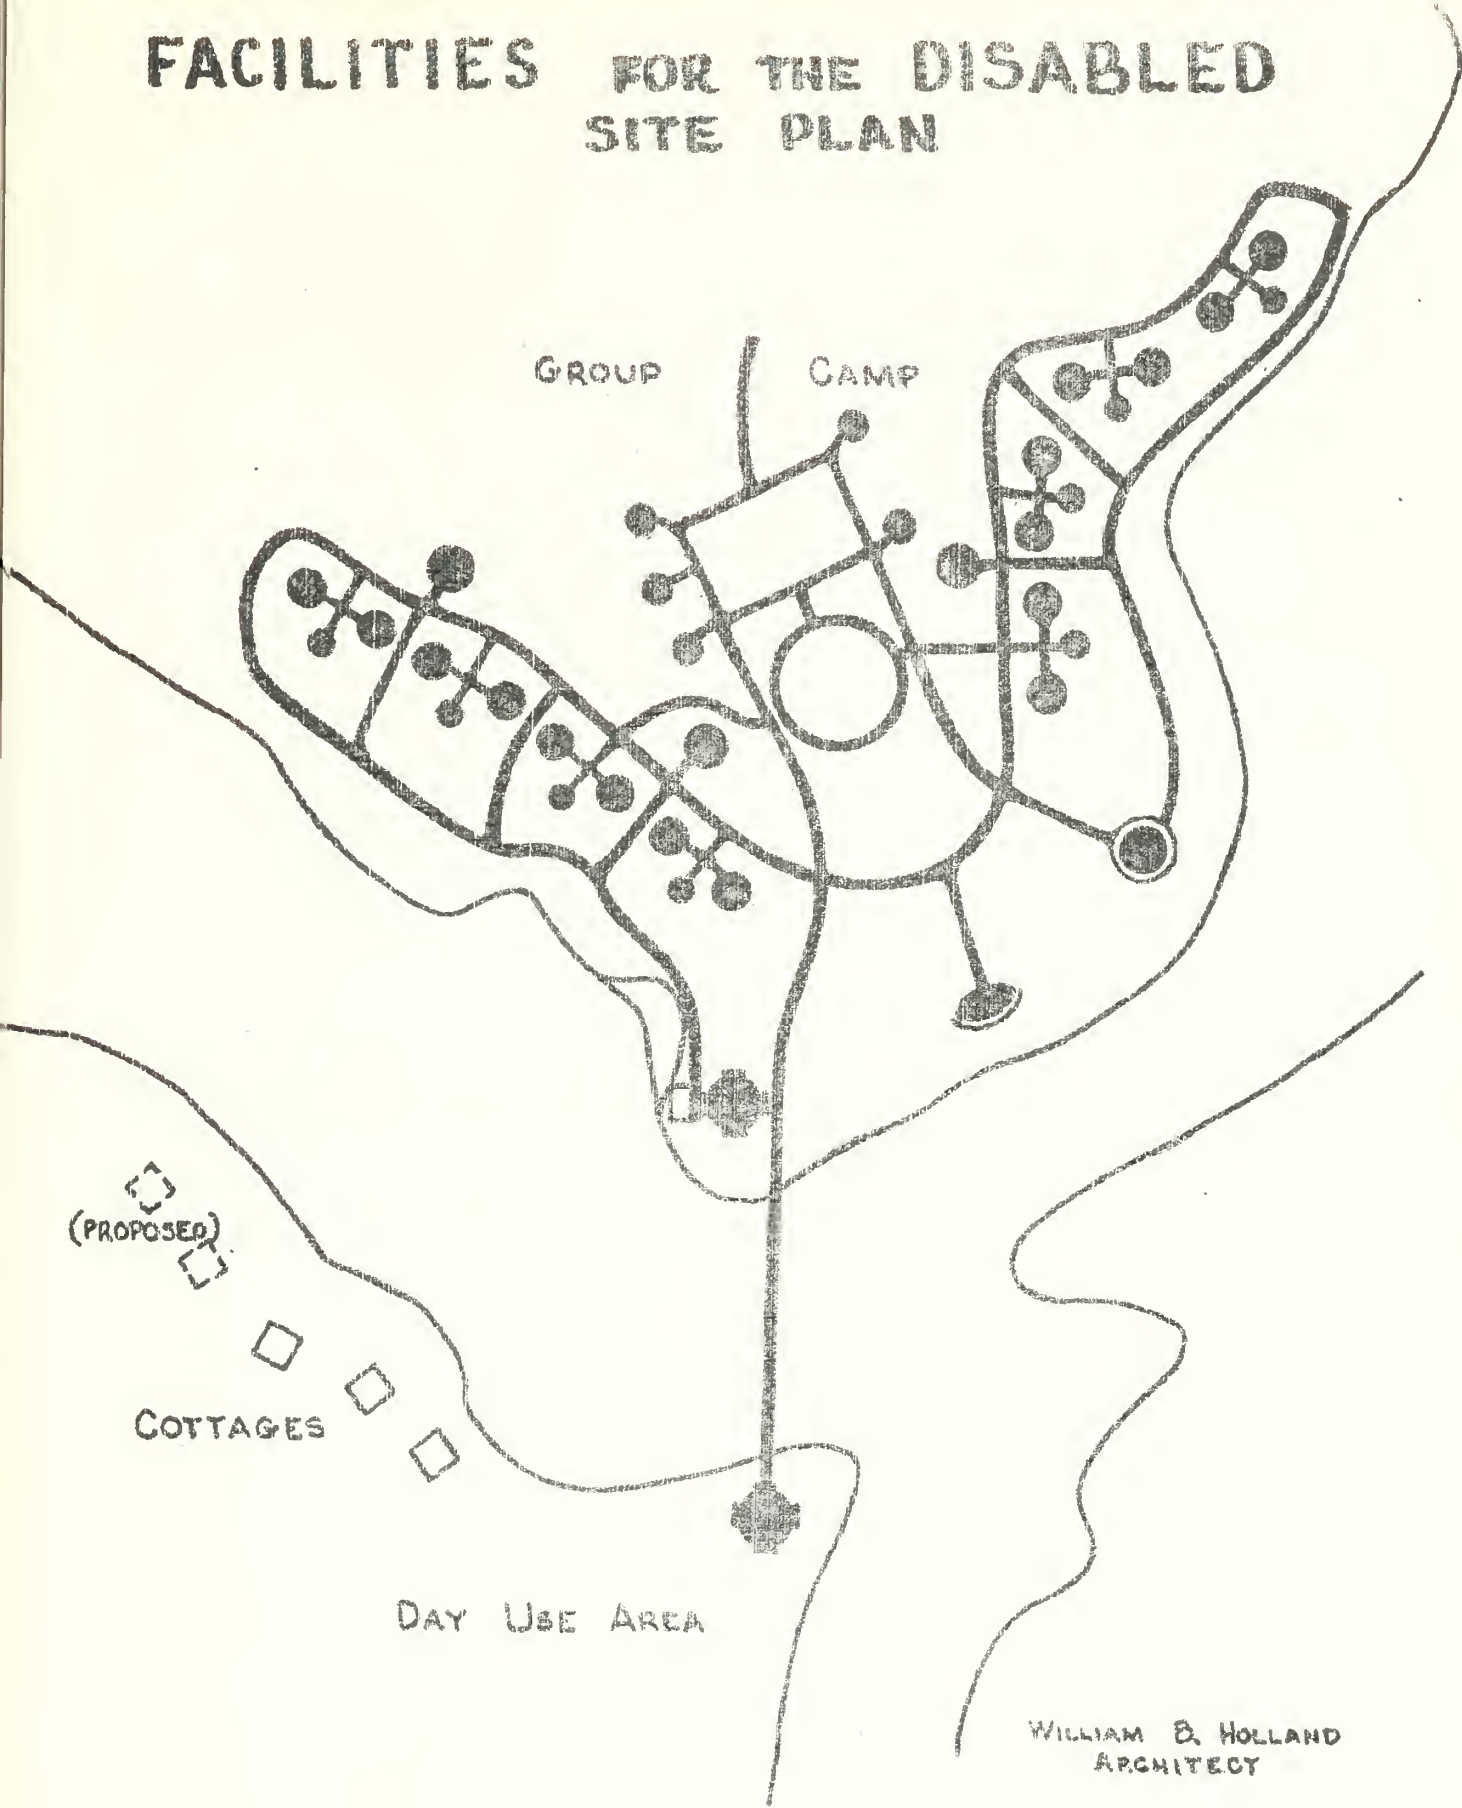 FACILITIES FOR THE DISABLED
SITE PLAN
GROUP CAMP
(PROPOSED)
COTTAGES
DAY USE AREA
WILLIAM B. HOLLAND
ARCHITECT